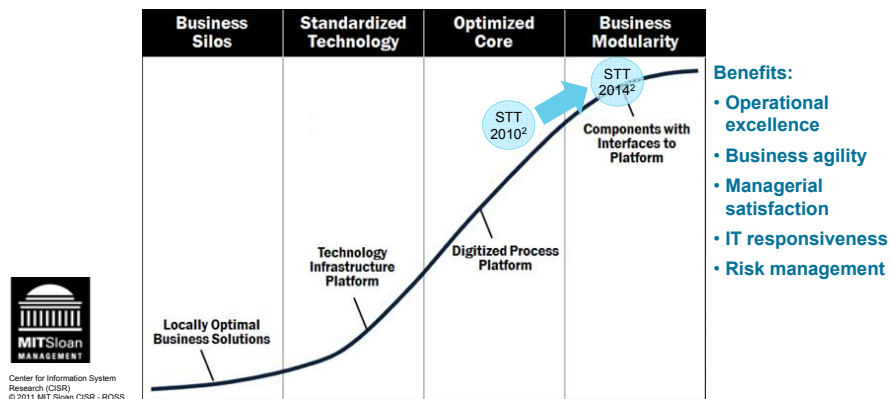 Business
Silos
Standardized
Technology
Optimized
Core
Business
Modularity
STT
2014²
STT
2010²
Components with
Interfaces to
Platform
Digitized Process
Platform
Technology
Infrastructure
Platform
Locally Optimal
Business Solutions
Benefits:
• Operational
excellence
• Business agility
• Managerial
satisfaction
• IT responsiveness
• Risk management
MITSloan
MANAGEMENT
Center for Information System
Research (CISR)
© 2011 MIT Sloan CISR - ROSS